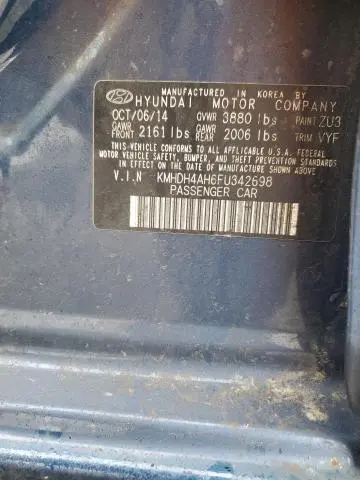 MANUFACTURED IN KOREA BY
HYUNDAI MOTOR COMPANY
OCT/06/14 GVWR 3880 lbs PAINT ZU3
GAWR FRONT 2161 lbs GAWR REAR 2006 lbs TRIM VYF
THIS VEHICLE CONFORMS TO ALL APPLICABLE U.S. FEDERAL MOTOR
VEHICLE SAFETY, BUMPER, AND THEFT PREVENTION STANDARDS
IN EFFECT ON THE DATE OF MANUFACTURE SHOWN ABOVE.
V.I.N KMHDH4AH6FU342698
PASSENGER CAR